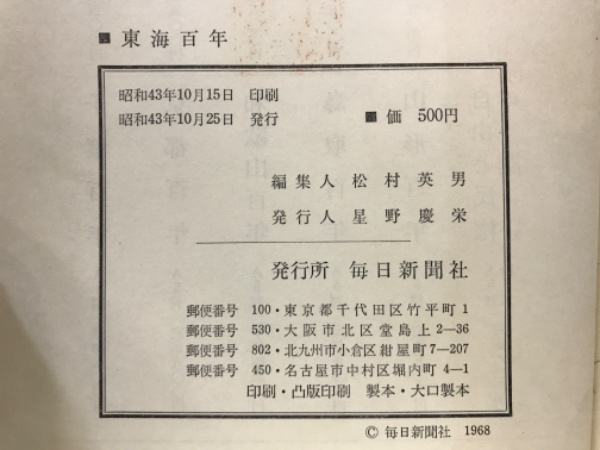 ■ 東海百年
昭和43年10月15日 印刷
昭和43年10月25日 発行
■ 価 500円
編集人 松村英男
発行人 星野慶栄
発行所 毎日新聞社
郵便番号 100・東京都千代田区竹平町1
郵便番号 530・大阪市北区堂島上2―36
郵便番号 802・北九州市小倉区紺屋町7―207
郵便番号 450・名古屋市中村区堀内町4―1
印刷・凸版印刷 製本・大口製本
© 毎日新聞社 1968